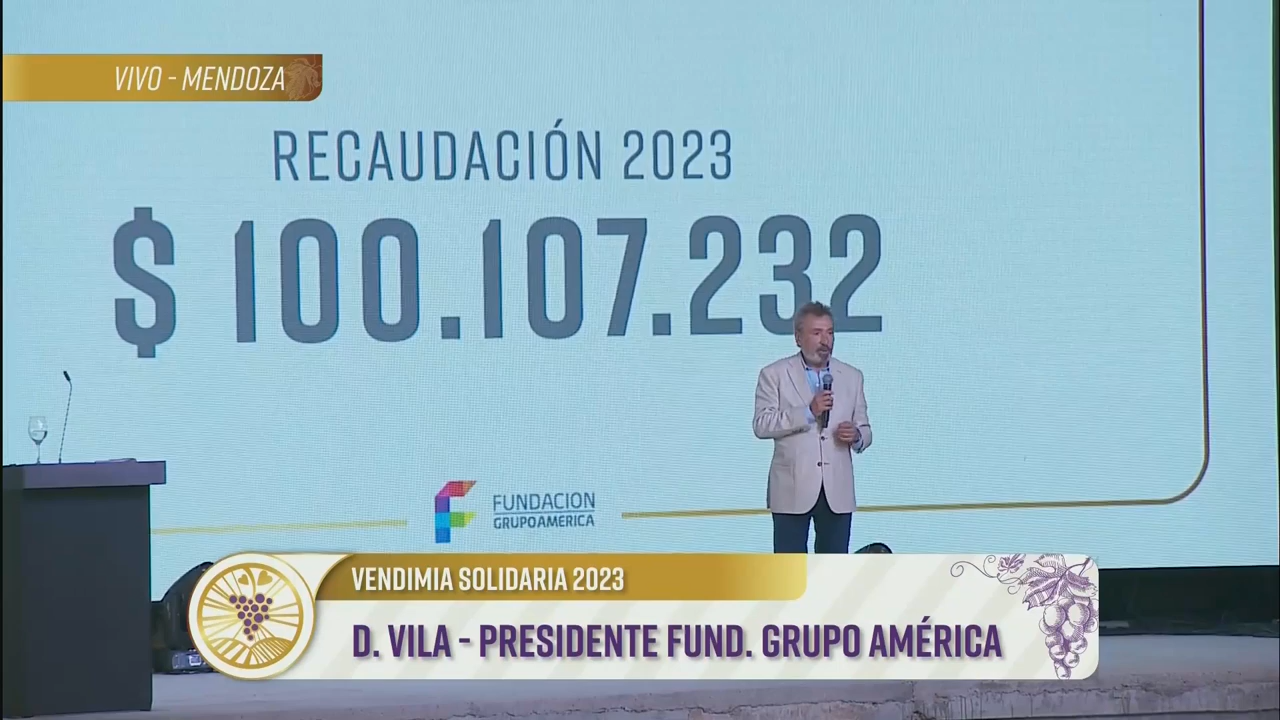 VIVO - MENDOZA
RECAUDACIÓN 2023
$ 100.107.232
FUNDACION
GRUPOAMERICA
VENDIMIA SOLIDARIA 2023
D. VILA - PRESIDENTE FUND. GRUPO AMÉRICA